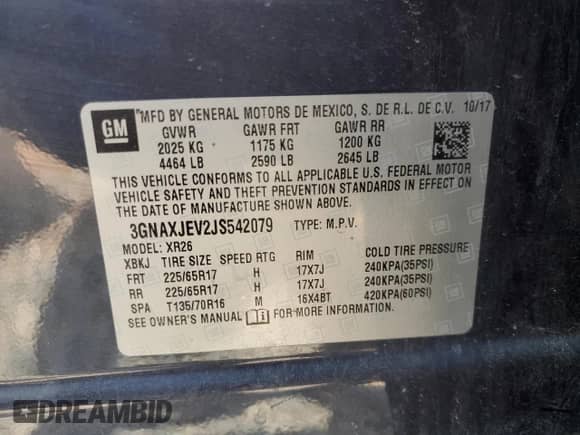 GM
MFD BY GENERAL MOTORS DE MEXICO, S. DE R.L. DE C.V. 10/17
GVWR GAWR FRT GAWR RR
2025 KG 1175 KG 1200 KG
4464 LB 2590 LB 2645 LB
THIS VEHICLE CONFORMS TO ALL APPLICABLE U.S. FEDERAL MOTOR
VEHICLE SAFETY AND THEFT PREVENTION STANDARDS IN EFFECT ON
THE DATE OF MANUFACTURE SHOWN ABOVE.
3GNAXJEV2JS542079 TYPE: M.P.V.
MODEL: XR26
XBKJ TIRE SIZE SPEED RTG RIM COLD TIRE PRESSURE
FRT 225/65R17 H 17X7J 240KPA(35PSI)
RR 225/65R17 H 17X7J 240KPA(35PSI)
SPA T135/70R16 M 16X4BT 420KPA(60PSI)
SEE OWNER'S MANUAL FOR MORE INFORMATION.
DREAMBID